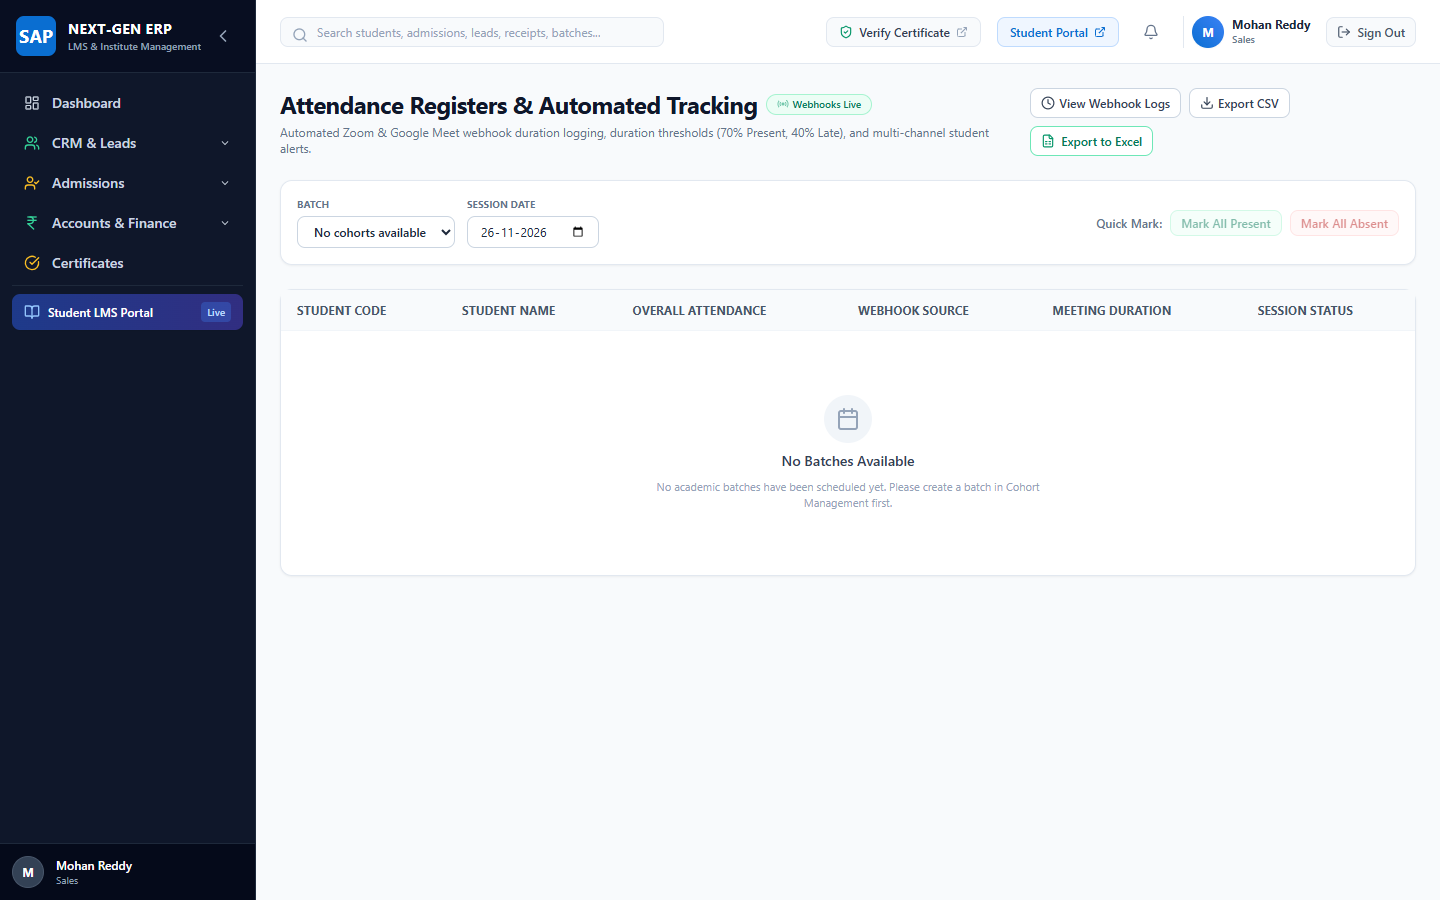 SAP
NEXT-GEN ERP
LMS & Institute Management
Search students, admissions, leads, receipts, batches...
Verify Certificate
Student Portal
M
Mohan Reddy
Sales
Sign Out
Dashboard
CRM & Leads
Admissions
Accounts & Finance
Certificates
Student LMS Portal
Live
Attendance Registers & Automated Tracking
Webhooks Live
Automated Zoom & Google Meet webhook duration logging, duration thresholds (70% Present, 40% Late), and multi-channel student
alerts.
View Webhook Logs
Export CSV
Export to Excel
BATCH
SESSION DATE
No cohorts available
26-11-2026
Quick Mark:
Mark All Present
Mark All Absent
STUDENT CODE
STUDENT NAME
OVERALL ATTENDANCE
WEBHOOK SOURCE
MEETING DURATION
SESSION STATUS
No Batches Available
No academic batches have been scheduled yet. Please create a batch in Cohort
Management first.
M
Mohan Reddy
Sales